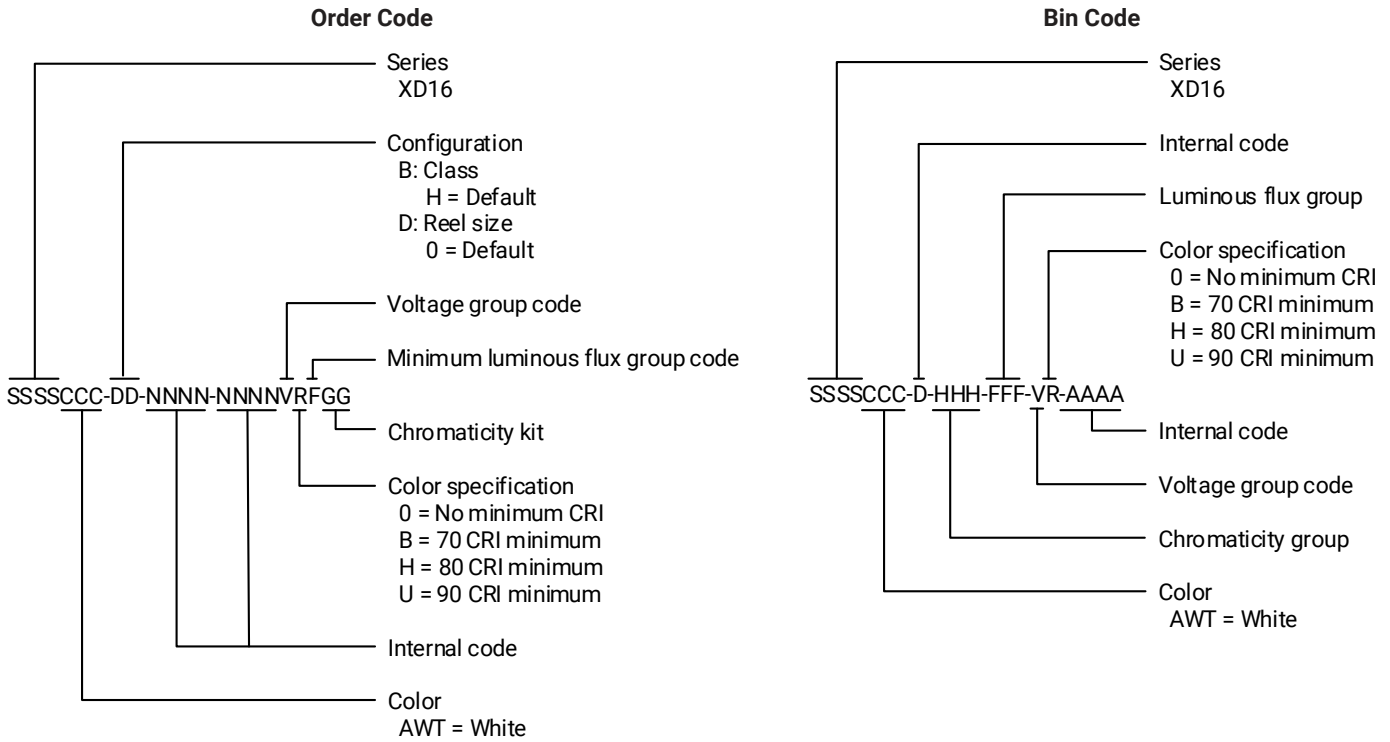 Order Code
Series
XD16
Configuration
B: Class
H = Default
D: Reel size
0 = Default
Voltage group code
Minimum luminous flux group code
SSSSCCC-DD-NNNN-NNNNVRFGG
Chromaticity kit
Color specification
0 = No minimum CRI
B = 70 CRI minimum
H = 80 CRI minimum
U = 90 CRI minimum
Internal code
Color
AWT = White
Bin Code
Series
XD16
Internal code
Luminous flux group
Color specification
0 = No minimum CRI
B = 70 CRI minimum
H = 80 CRI minimum
U = 90 CRI minimum
SSSSCCC-D-HHH-FFF-VR-AAAA
Internal code
Voltage group code
Chromaticity group
Color
AWT = White